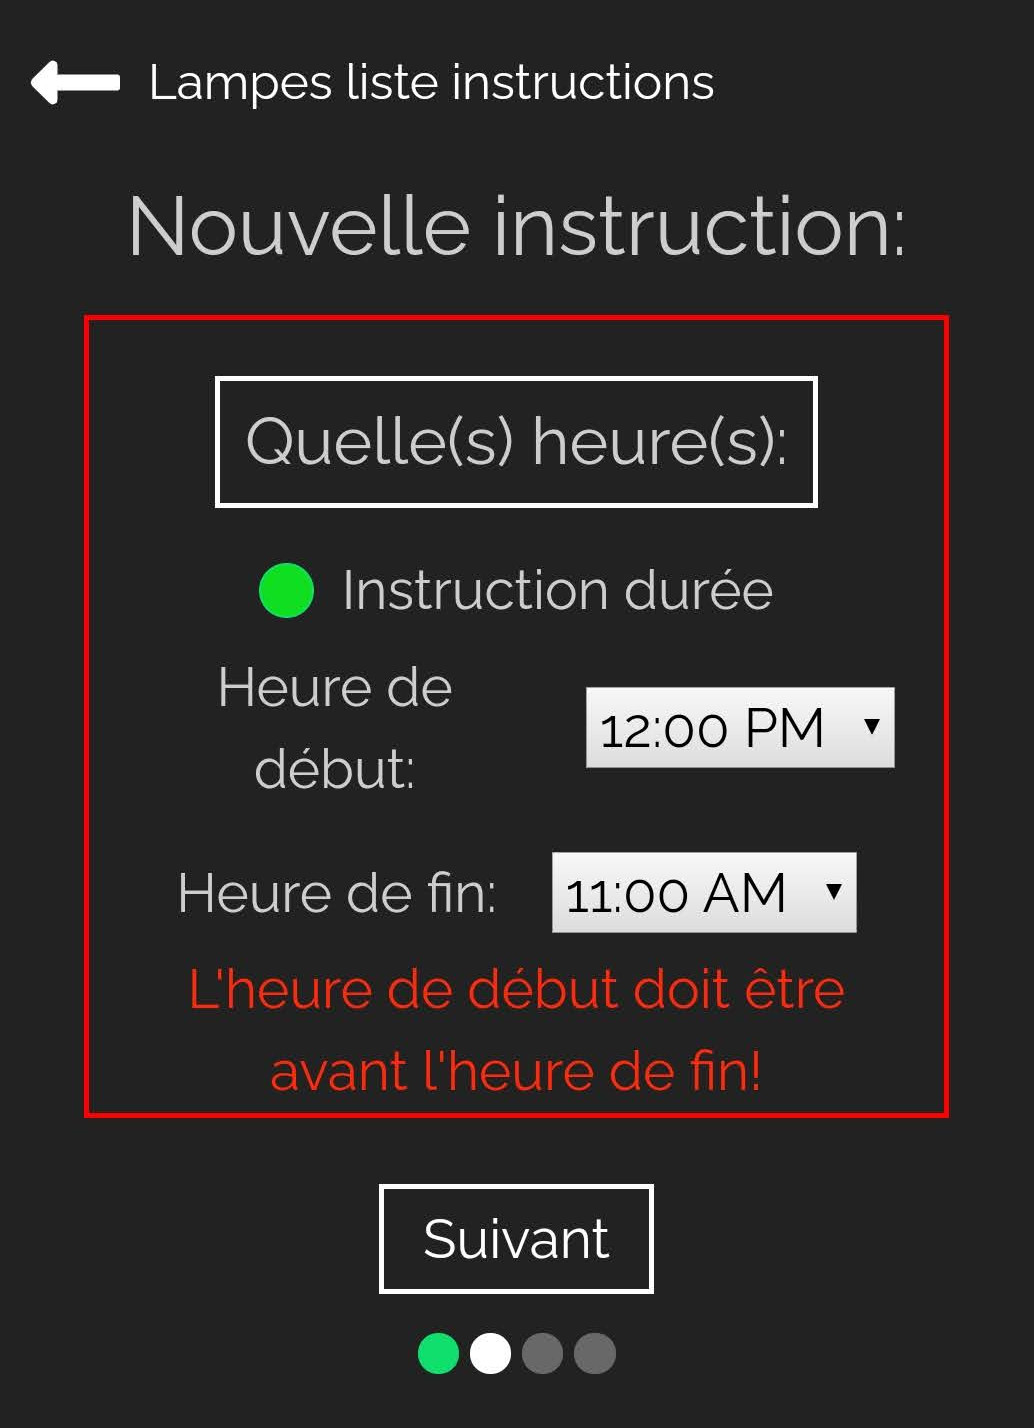 Lampes liste instructions
Nouvelle instruction:
Quelle(s) heure(s):
Instruction durée
Heure de
début:
12:00 PM
Heure de fin:
11:00 AM
L'heure de début doit être
avant l'heure de fin!
Suivant